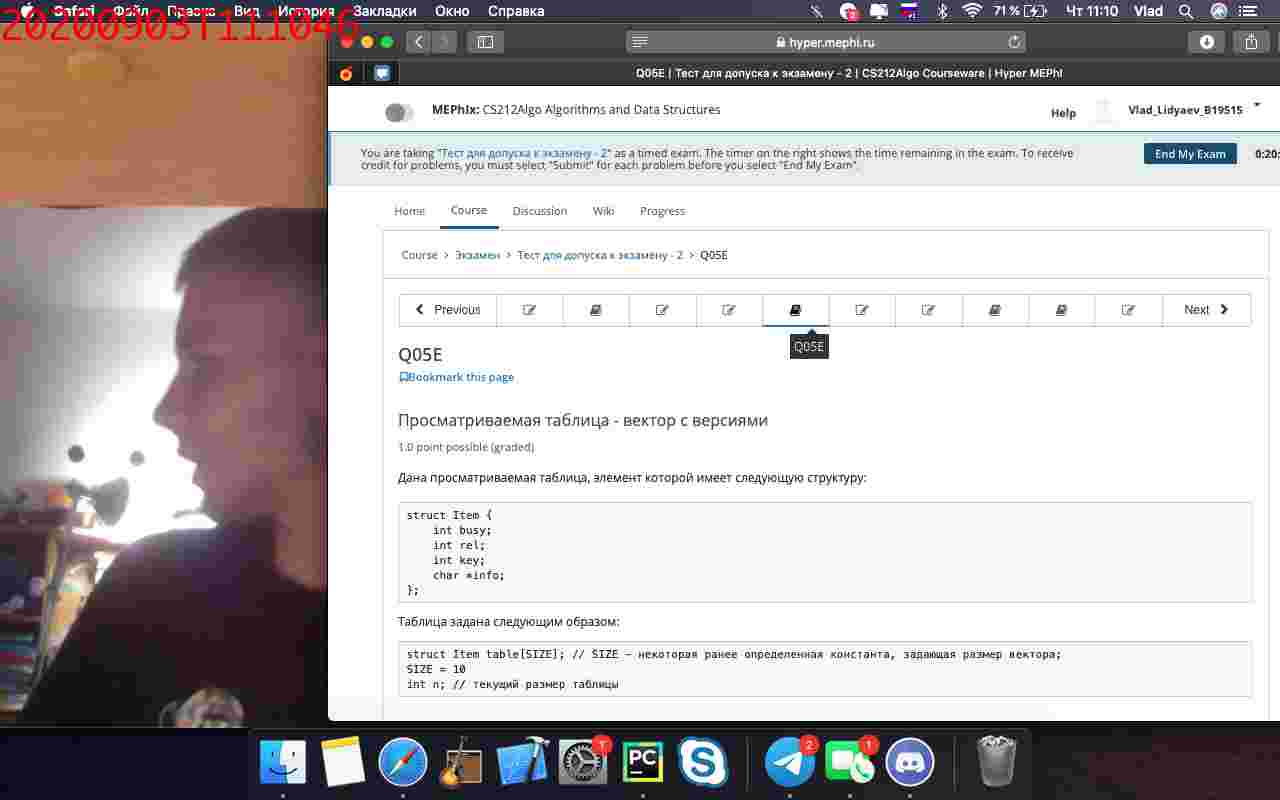 Safari Файл Правка Вид История Закладки Окно Справка 71 % Чт 11:10 Vlad
20200903T111046
hyper.mephi.ru
Q05E | Тест для допуска к экзамену - 2 | CS212Algo Courseware | Hyper MEPhI
MEPhIx: CS212Algo Algorithms and Data Structures
Help
Vlad_Lidyaev_B19515
You are taking "Тест для допуска к экзамену - 2" as a timed exam. The timer on the right shows the time remaining in the exam. To receive
credit for problems, you must select "Submit" for each problem before you select "End My Exam".
End My Exam
0:20:
Home Course Discussion Wiki Progress
Course > Экзамен > Тест для допуска к экзамену - 2 > Q05E
Previous
Next
Q05E
Q05E
Bookmark this page
Просматриваемая таблица - вектор с версиями
1.0 point possible (graded)
Дана просматриваемая таблица, элемент которой имеет следующую структуру:
struct Item {
int busy;
int rel;
int key;
char *info;
};
Таблица задана следующим образом:
struct Item table[SIZE]; // SIZE – некоторая ранее определенная константа, задающая размер вектора;
SIZE = 10
int n; // текущий размер таблицы
PC
2
1